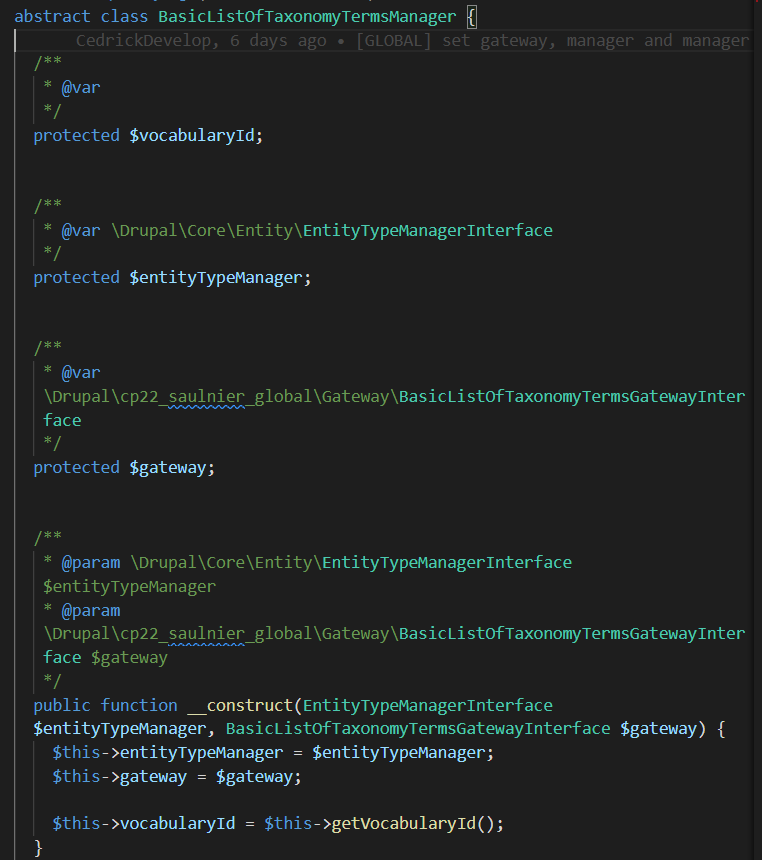 abstract class BasicListOfTaxonomyTermsManager {
CedrickDevelop, 6 days ago • [GLOBAL] set gateway, manager and manager
/**
* @var
*/
protected $vocabularyId;
/**
* @var \Drupal\Core\Entity\EntityTypeManagerInterface
*/
protected $entityTypeManager;
/**
* @var
\Drupal\cp22_saulnier_global\Gateway\BasicListOfTaxonomyTermsGatewayInter
face
*/
protected $gateway;
/**
* @param \Drupal\Core\Entity\EntityTypeManagerInterface
$entityTypeManager
* @param
\Drupal\cp22_saulnier_global\Gateway\BasicListOfTaxonomyTermsGatewayInter
face $gateway
*/
public function __construct(EntityTypeManagerInterface
$entityTypeManager, BasicListOfTaxonomyTermsGatewayInterface $gateway) {
$this->entityTypeManager = $entityTypeManager;
$this->gateway = $gateway;
$this->vocabularyId = $this->getVocabularyId();
}